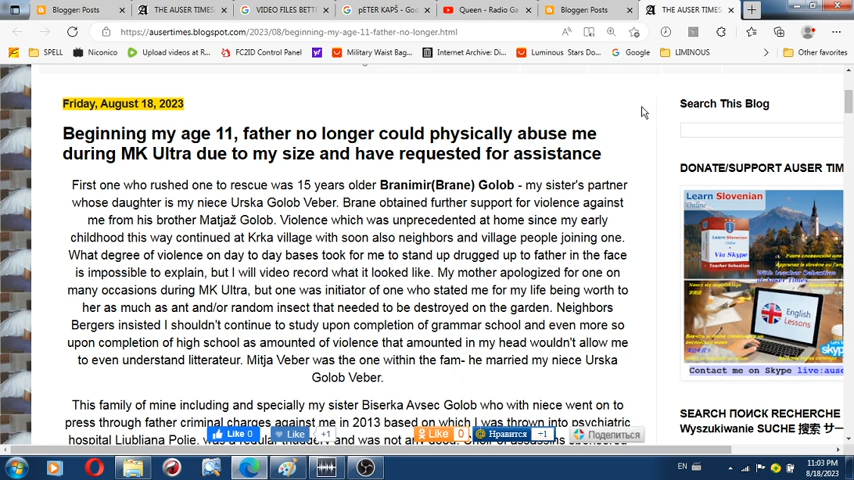 Blogger: Posts
THE AUSER TIMES
VIDEO FILES BETT
pETER KAPŠ - Goo
Queen - Radio Ga
Blogger: Posts
THE AUSER TIMES:
https://ausertimes.blogspot.com/2023/08/beginning-my-age-11-father-no-longer.html
SPELL
Niconico
Upload videos at R...
FC2ID Control Panel
Military Waist Bag...
Internet Archive: Di...
Luminous Stars Do...
Google
LIMINOUS
Other favorites
Friday, August 18, 2023
Beginning my age 11, father no longer could physically abuse me
during MK Ultra due to my size and have requested for assistance
First one who rushed one to rescue was 15 years older Branimir(Brane) Golob - my sister's partner
whose daughter is my niece Urska Golob Veber. Brane obtained further support for violence against
me from his brother Matjaž Golob. Violence which was unprecedented at home since my early
childhood this way continued at Krka village with soon also neighbors and village people joining one.
What degree of violence on day to day bases took for me to stand up drugged up to father in the face
is impossible to explain, but I will video record what it looked like. My mother apologized for one on
many occasions during MK Ultra, but one was initiator of one who stated me for my life being worth to
her as much as ant and/or random insect that needed to be destroyed on the garden. Neighbors
Bergers insisted I shouldn't continue to study upon completion of grammar school and even more so
upon completion of high school as amounted of violence that amounted in my head wouldn't allow me
to even understand litterateur. Mitja Veber was the one within the fam- he married my niece Urska
Golob Veber.
This family of mine including and specially my sister Biserka Avsec Golob who with niece went on to
press through father criminal charges against me in 2013 based on which I was thrown into psychiatric
hospital Ljubljana Polje,
Like 0
Like
+1
Like
0
Нравится
+1
Поделиться
Search This Blog
DONATE/SUPPORT AUSER TIM
Learn Slovenian
Online
Via Skype
English
Lessons
Contact me on Skype live:aus
SEARCH ПОИСК RECHERCHE
Wyszukiwanie SUCHE 搜索 サー
EN
11:03 PM
8/18/2023